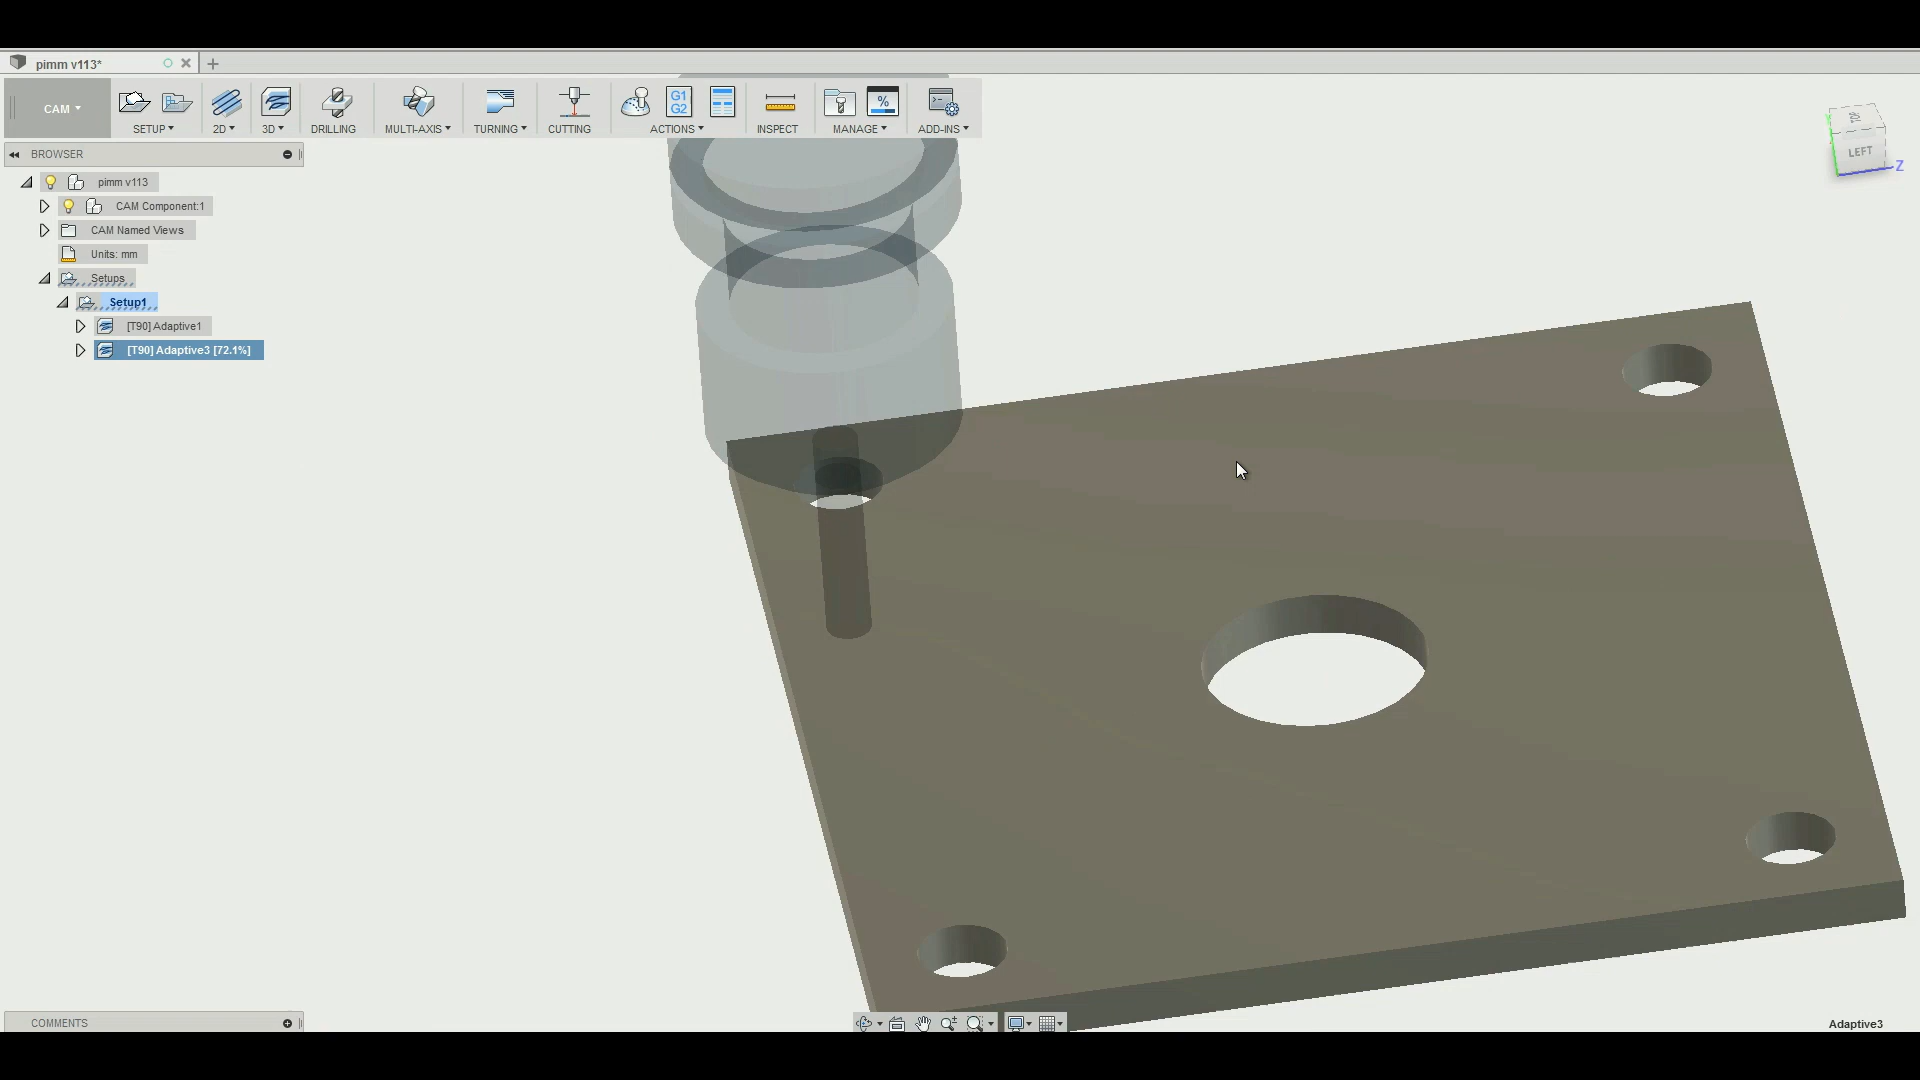 pimm v113*
CAM
SETUP
2D
3D
DRILLING
MULTI-AXIS
TURNING
CUTTING
G1
G2
ACTIONS
INSPECT
%
MANAGE
ADD-INS
BROWSER
pimm v113
CAM Component:1
CAM Named Views
Units: mm
Setups
Setup1
[T90] Adaptive1
[T90] Adaptive3 [72.1%]
LEFT
Z
COMMENTS
Adaptive3